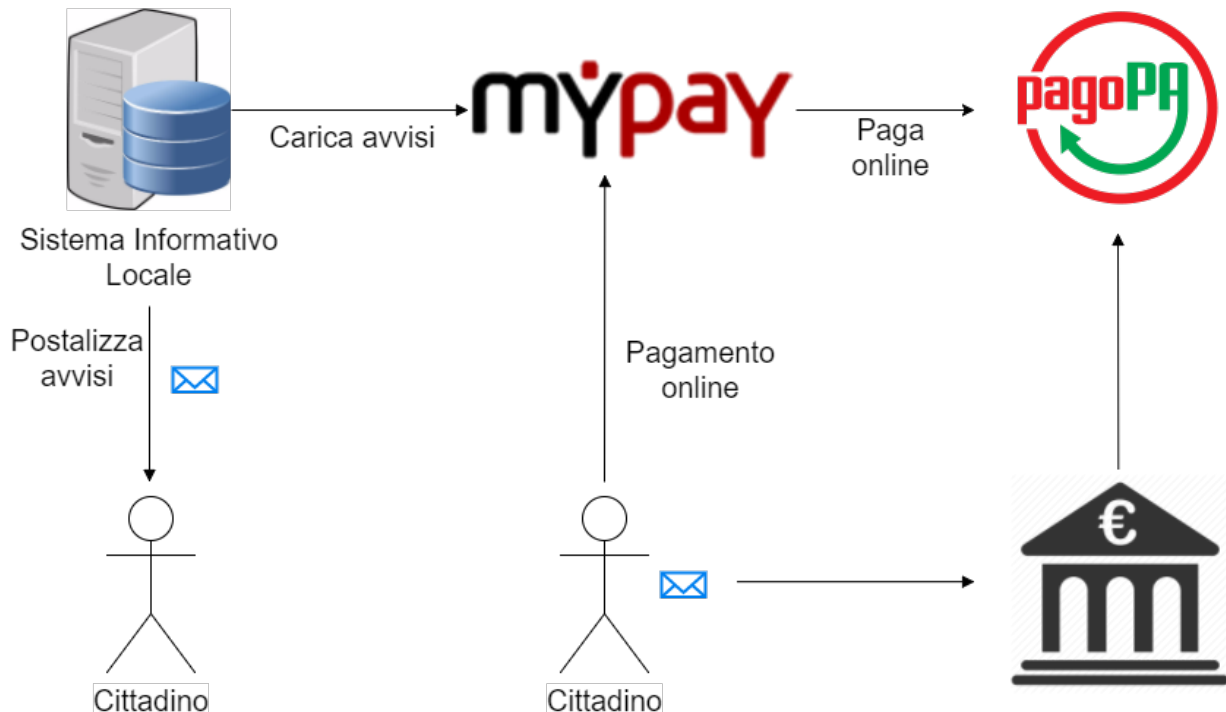 mypay
pagoPA
Carica avvisi
Paga
online
Sistema Informativo
Locale
Postalizza
avvisi
Pagamento
online
€
Cittadino
Cittadino